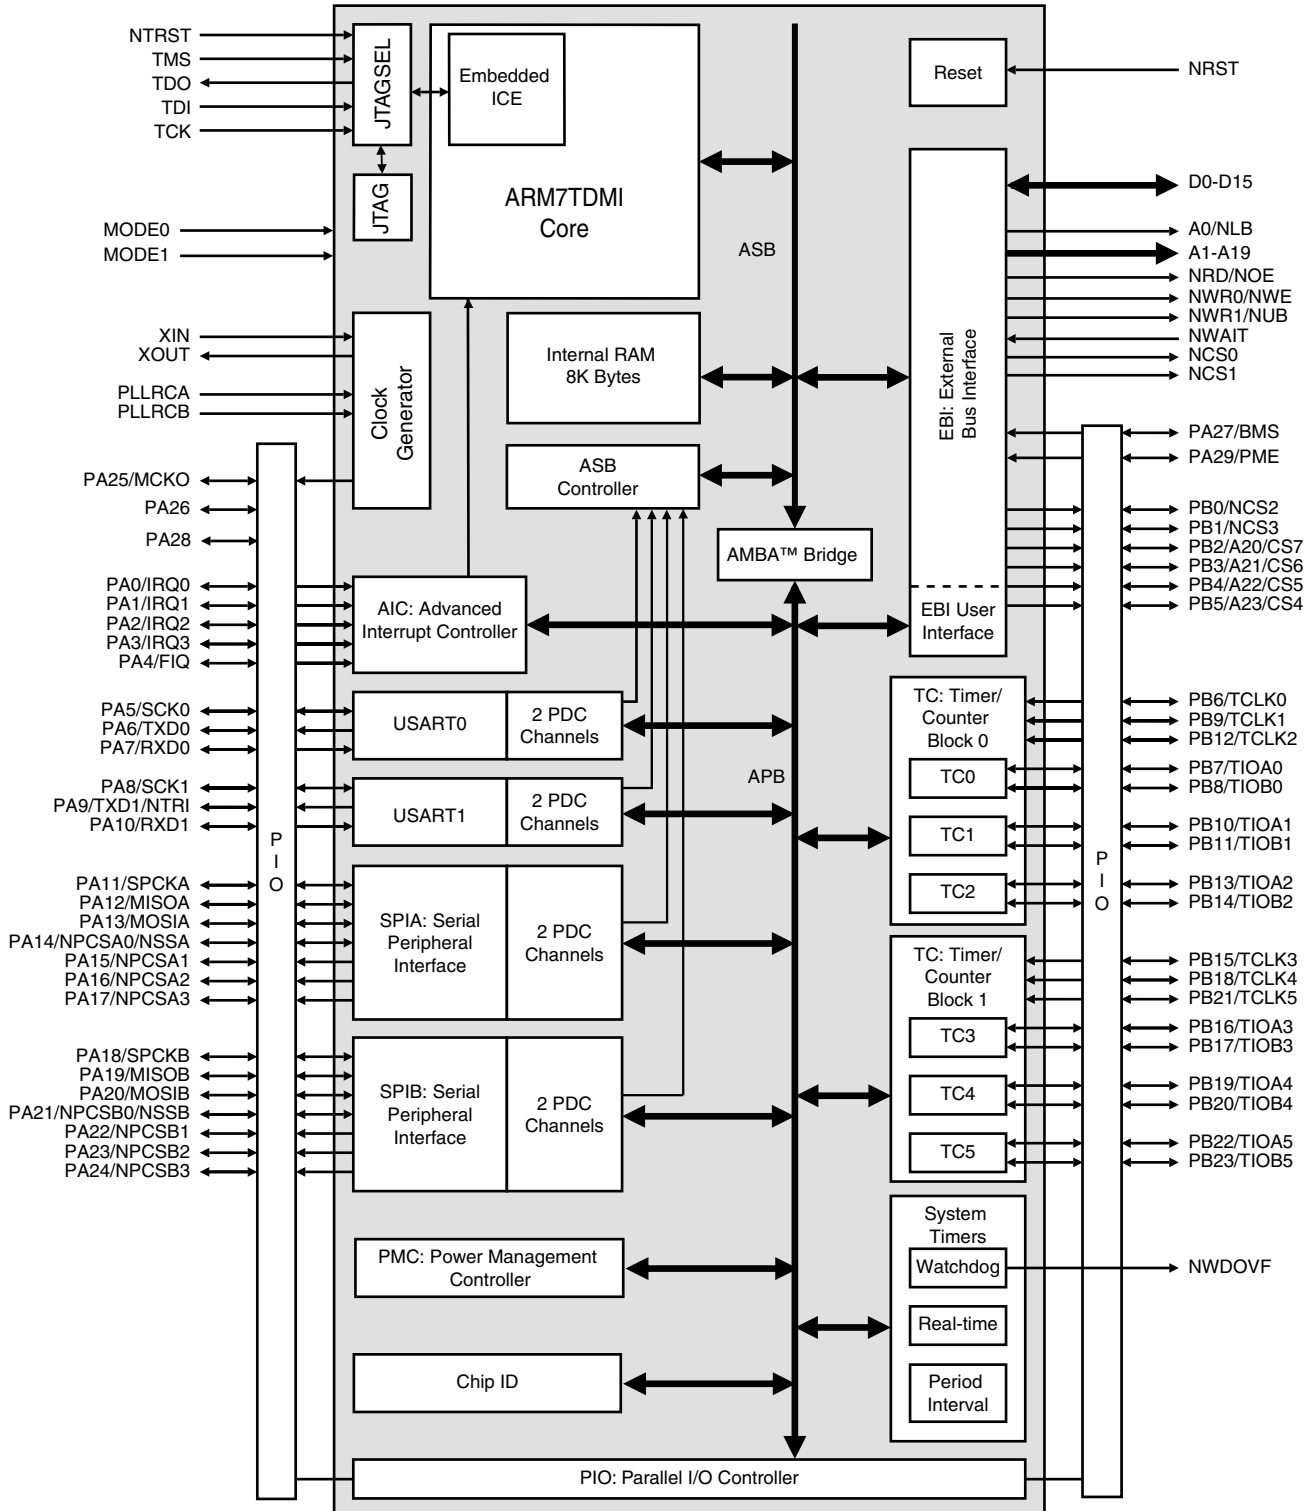 NTRST
TMS
TDO
TDI
TCK
MODE0
MODE1
XIN
XOUT
PLLRCA
PLLRCB
PA25/MCKO
PA26
PA28
PA0/IRQ0
PA1/IRQ1
PA2/IRQ2
PA3/IRQ3
PA4/FIQ
PA5/SCK0
PA6/TXD0
PA7/RXD0
PA8/SCK1
PA9/TXD1/NTRI
PA10/RXD1
PA11/SPCKA
PA12/MISOA
PA13/MOSIA
PA14/NPCSA0/NSSA
PA15/NPCSA1
PA16/NPCSA2
PA17/NPCSA3
PA18/SPCKB
PA19/MISOB
PA20/MOSIB
PA21/NPCSB0/NSSB
PA22/NPCSB1
PA23/NPCSB2
PA24/NPCSB3
P
I
O
JTAGSEL
JTAG
Embedded
ICE
ARM7TDMI
Core
Clock
Generator
Internal RAM
8K Bytes
ASB
Controller
AIC: Advanced
Interrupt Controller
USART0
2 PDC
Channels
USART1
2 PDC
Channels
SPIA: Serial
Peripheral
Interface
2 PDC
Channels
SPIB: Serial
Peripheral
Interface
2 PDC
Channels
PMC: Power Management
Controller
Chip ID
PIO: Parallel I/O Controller
ASB
AMBA™ Bridge
APB
Reset
EBI: External
Bus Interface
EBI User
Interface
TC: Timer/
Counter
Block 0
TC0
TC1
TC2
TC: Timer/
Counter
Block 1
TC3
TC4
TC5
System
Timers
Watchdog
Real-time
Period
Interval
P
I
O
NRST
D0-D15
A0/NLB
A1-A19
NRD/NOE
NWR0/NWE
NWR1/NUB
NWAIT
NCS0
NCS1
PA27/BMS
PA29/PME
PB0/NCS2
PB1/NCS3
PB2/A20/CS7
PB3/A21/CS6
PB4/A22/CS5
PB5/A23/CS4
PB6/TCLK0
PB9/TCLK1
PB12/TCLK2
PB7/TIOA0
PB8/TIOB0
PB10/TIOA1
PB11/TIOB1
PB13/TIOA2
PB14/TIOB2
PB15/TCLK3
PB18/TCLK4
PB21/TCLK5
PB16/TIOA3
PB17/TIOB3
PB19/TIOA4
PB20/TIOB4
PB22/TIOA5
PB23/TIOB5
NWDOVF